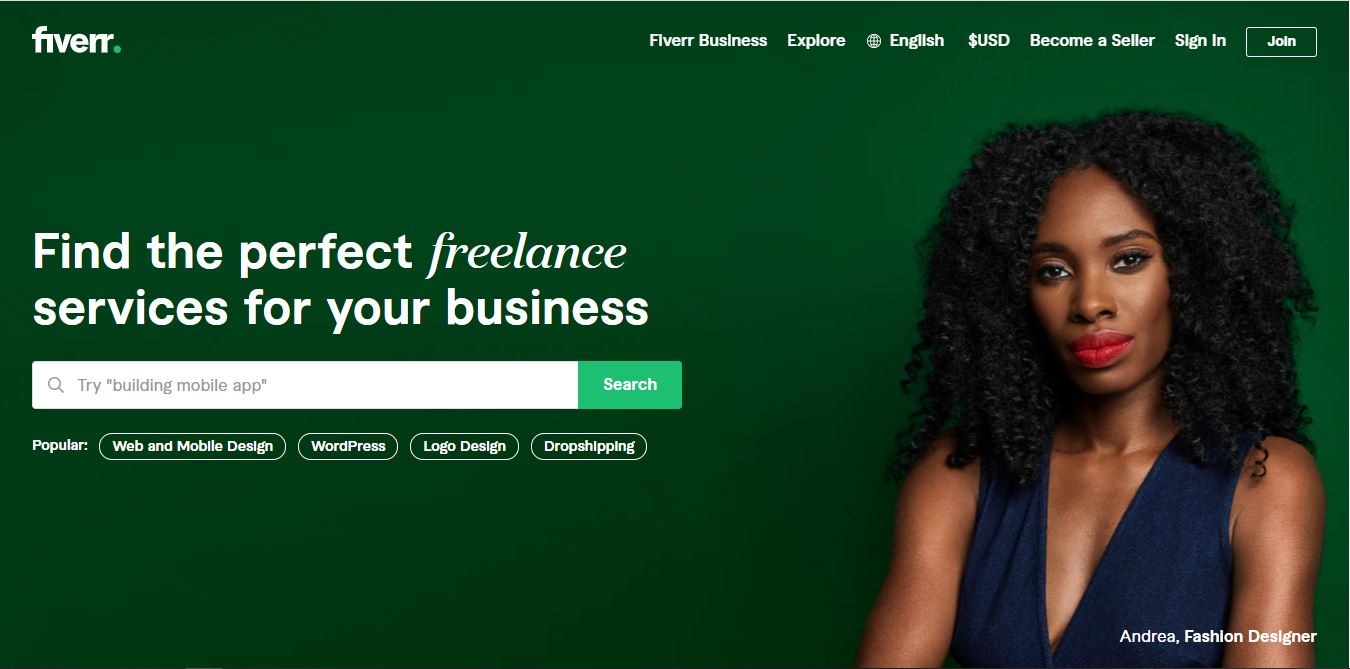 fiverr.
Fiverr Business Explore English $USD Become a Seller Sign In Join
Find the perfect freelance
services for your business
Try "building mobile app" Search
Popular: Web and Mobile Design WordPress Logo Design Dropshipping
Andrea, Fashion Designer